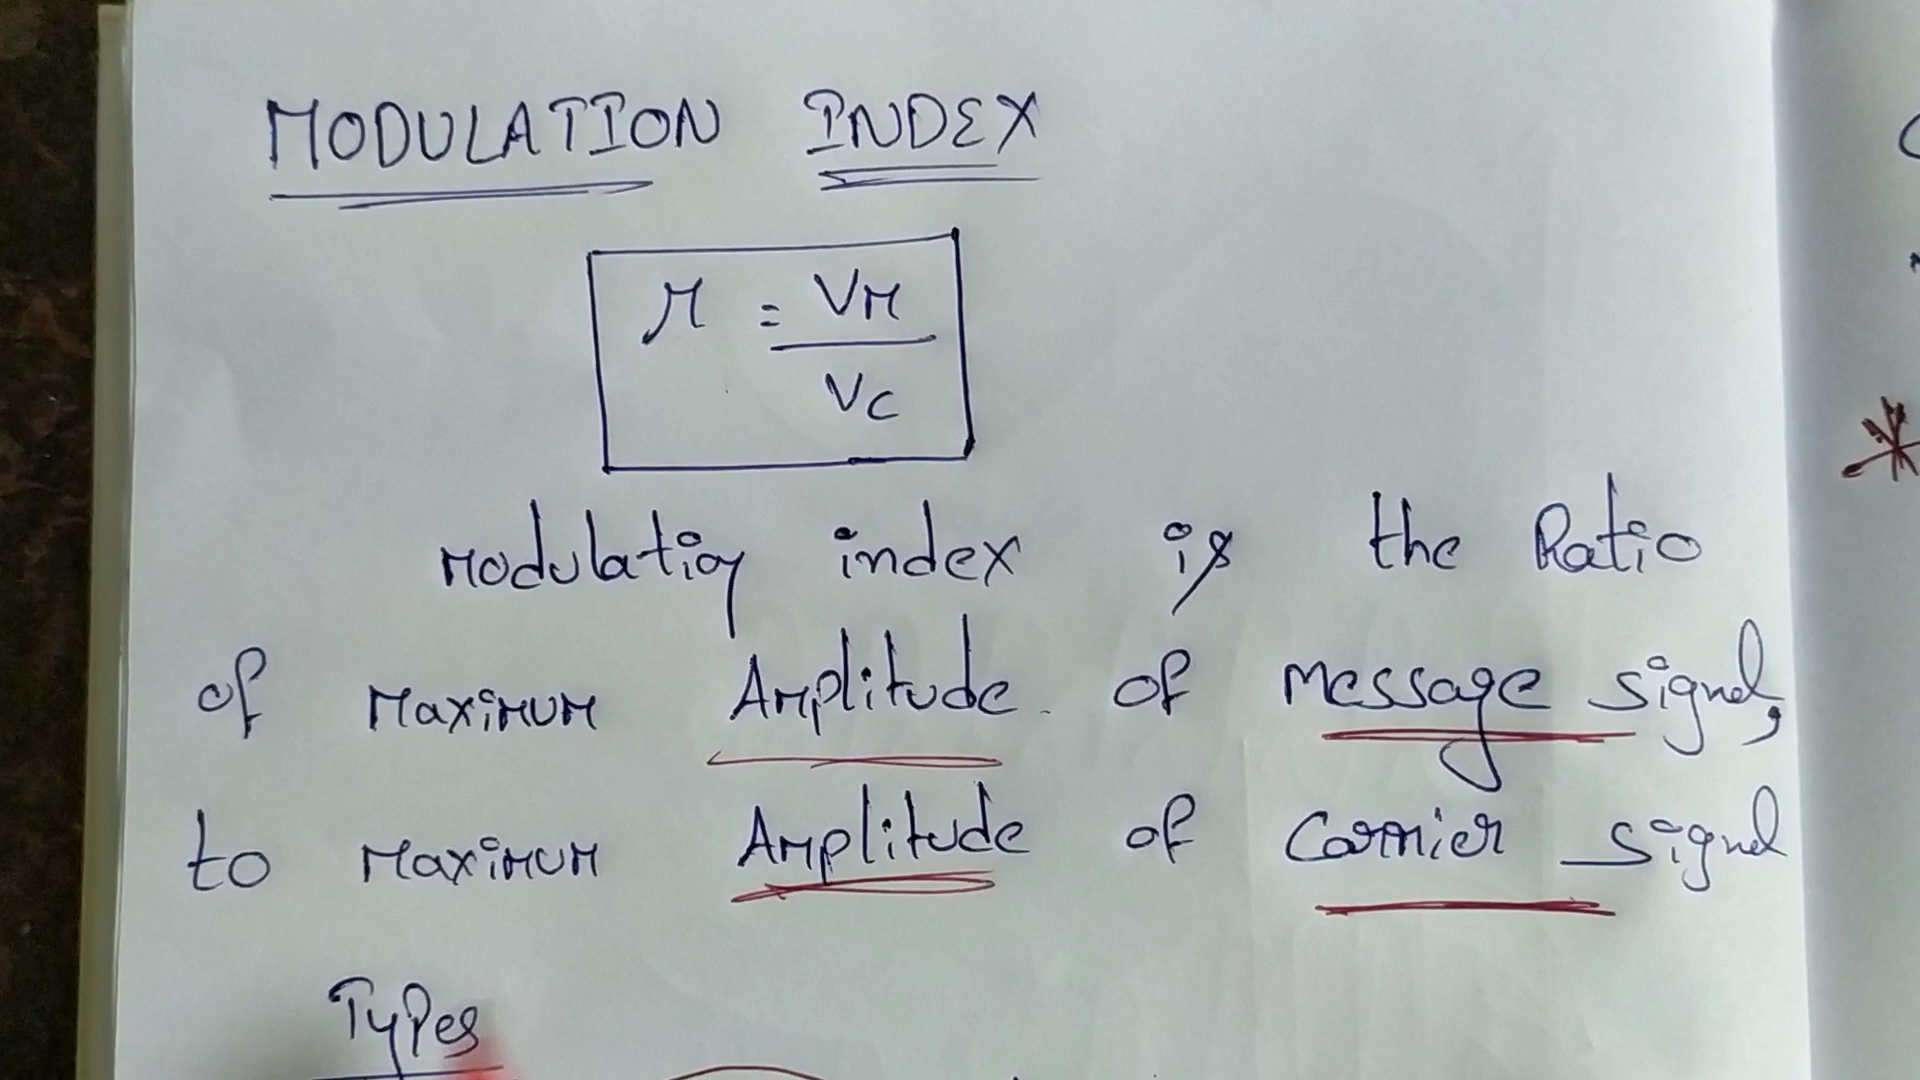 MODULATION INDEX
μ = VM
VC
Modulation index is the Ratio
of Maximum Amplitude of Message signal,
to Maximum Amplitude of Carrier signal
Types